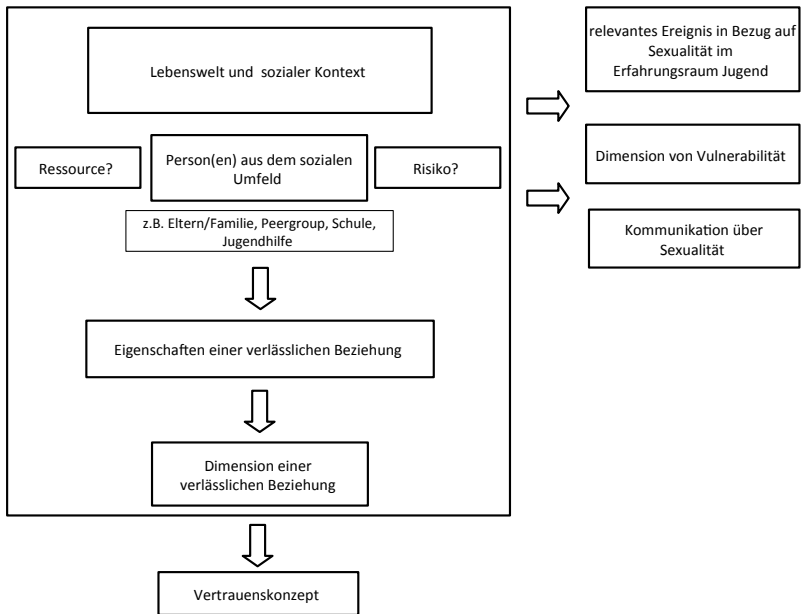 Lebenswelt und sozialer Kontext
Ressource?
Person(en) aus dem sozialen
Umfeld
Risiko?
z.B. Eltern/Familie, Peergroup, Schule,
Jugendhilfe
Eigenschaften einer verlässlichen Beziehung
Dimension einer
verlässlichen Beziehung
Vertrauenskonzept
relevantes Ereignis in Bezug auf
Sexualität im
Erfahrungsraum Jugend
Dimension von Vulnerabilität
Kommunikation über
Sexualität